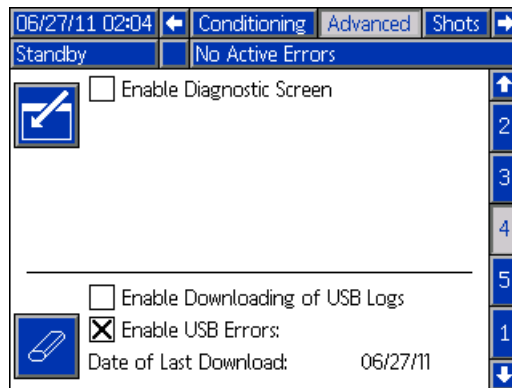 06/27/11 02:04 Conditioning Advanced Shots
Standby No Active Errors
Enable Diagnostic Screen
2
3
4
5
Enable Downloading of USB Logs
1
Enable USB Errors:
Date of Last Download: 06/27/11